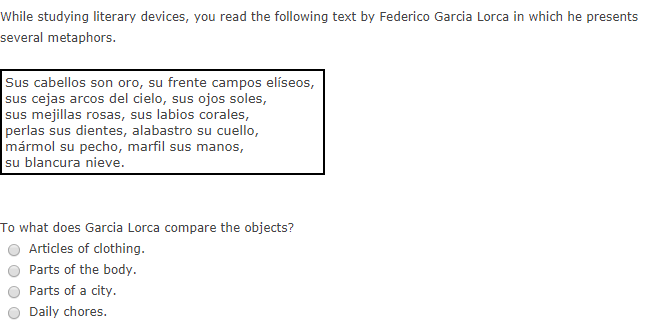 While studying literary devices, you read the following text by Federico Garcia Lorca in which he presents
several metaphors.
Sus cabellos son oro, su frente campos elíseos,
sus cejas arcos del cielo, sus ojos soles,
sus mejillas rosas, sus labios corales,
perlas sus dientes, alabastro su cuello,
mármol su pecho, marfil sus manos,
su blancura nieve.
To what does Garcia Lorca compare the objects?
Articles of clothing.
Parts of the body.
Parts of a city.
Daily chores.